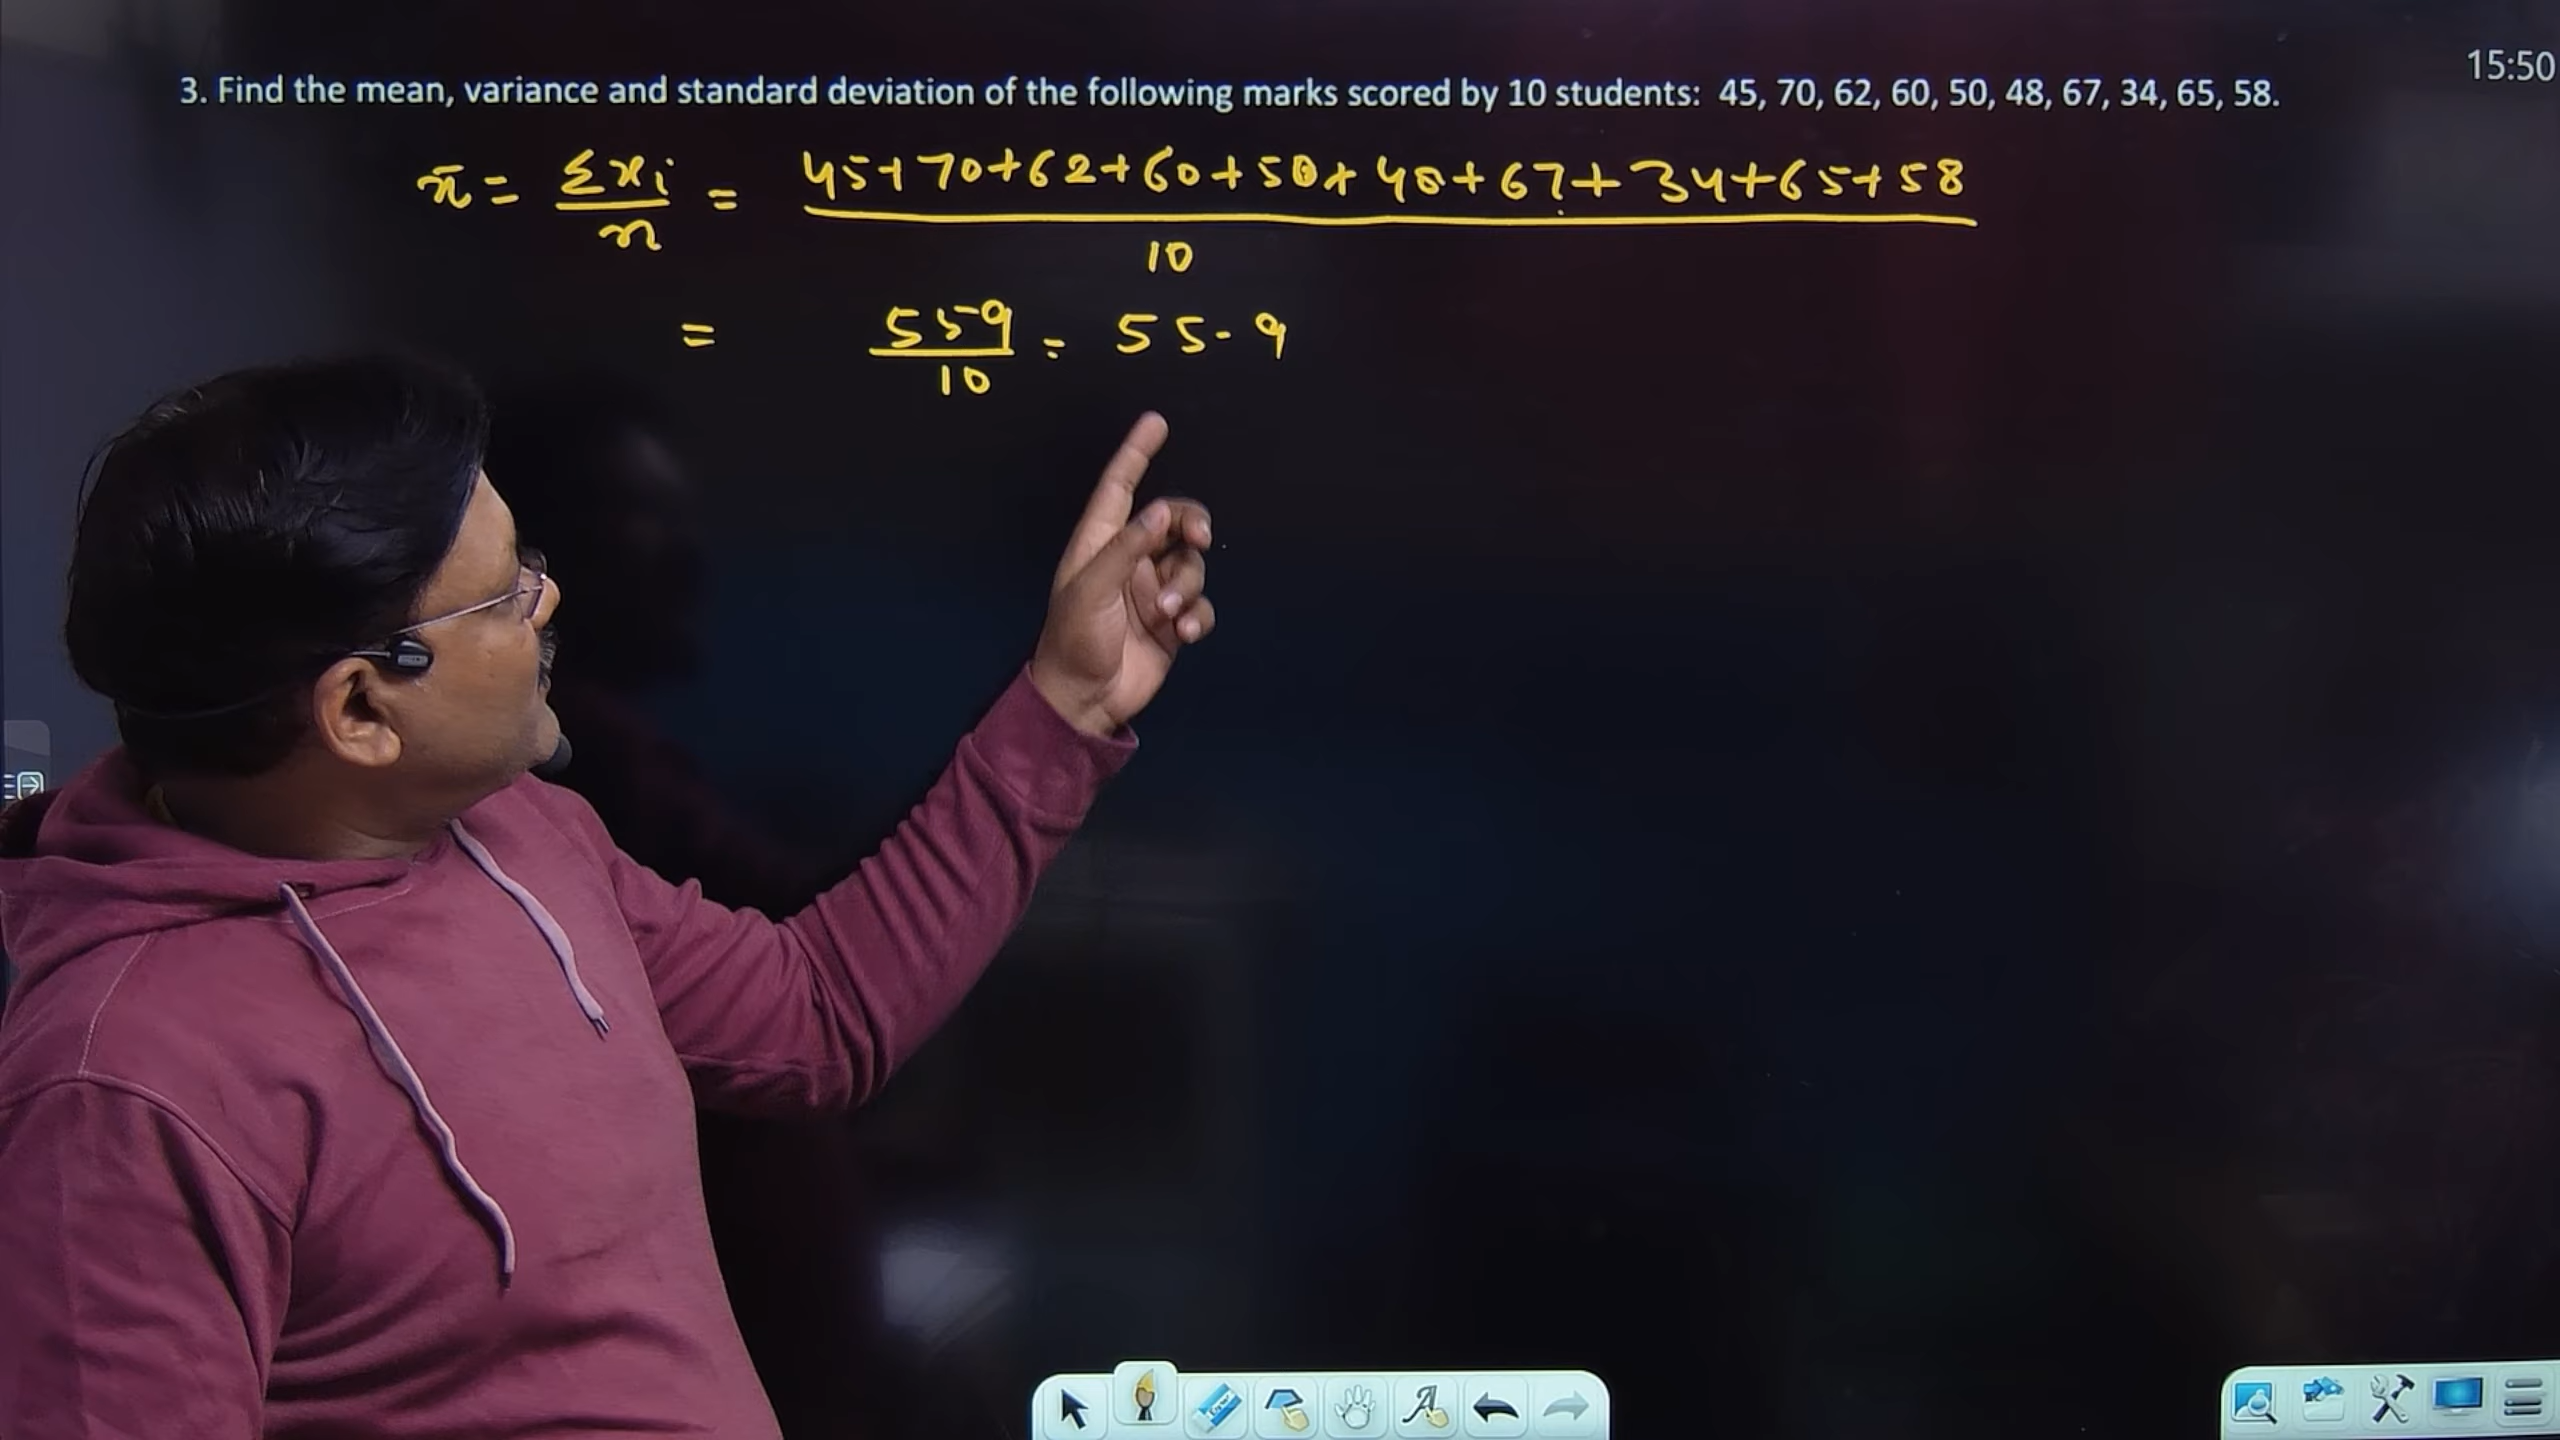 15:50
3. Find the mean, variance and standard deviation of the following marks scored by 10 students: 45, 70, 62, 60, 50, 48, 67, 34, 65, 58.
x̄ = Σxi/n = 45+70+62+60+50+48+67+34+65+58/10
= 559/10 = 55.9